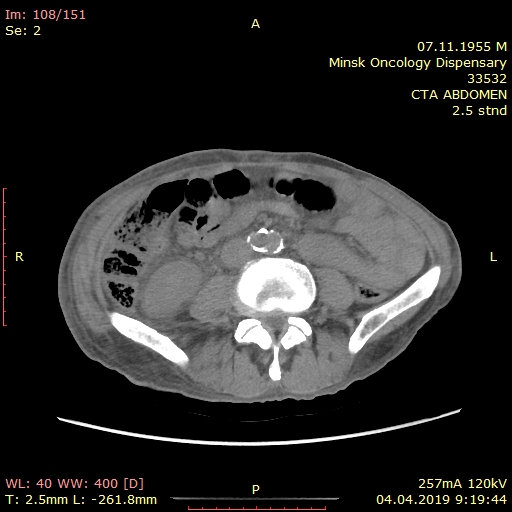 Im: 108/151
Se: 2
A
07.11.1955 M
Minsk Oncology Dispensary
33532
CTA ABDOMEN
2.5 stnd
R
L
WL: 40 WW: 400 [D]
T: 2.5mm L: -261.8mm
P
257mA 120kV
04.04.2019 9:19:44